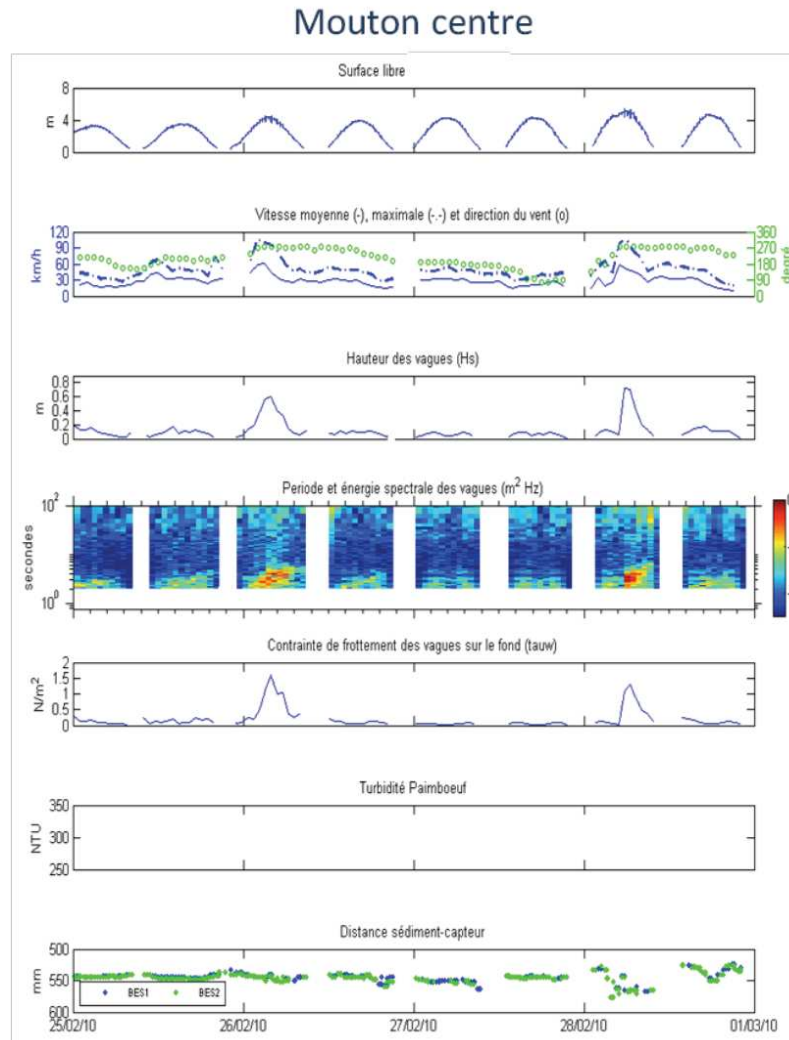 Mouton centre
Surface libre
8
4
0
m
Vitesse moyenne (-), maximale (-.-) et direction du vent (o)
120
90
60
30
0
km/h
360
270
180
90
0
degré
Hauteur des vagues (Hs)
0.8
0.6
0.4
0.2
0
m
Periode et énergie spectrale des vagues (m² Hz)
10²
10⁰
secondes
Contrainte de frottement des vagues sur le fond (tauw)
2
1.5
1
0.5
0
N/m²
Turbidité Paimboeuf
350
300
250
NTU
Distance sédiment-capteur
500
550
600
mm
BES1 BES2
25/02/10 26/02/10 27/02/10 28/02/10 01/03/10